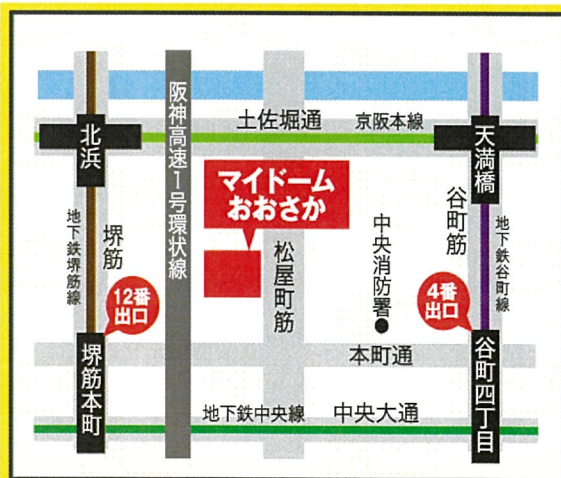 土佐堀通
京阪本線
北浜
阪神高速1号環状線
天満橋
マイドーム
おおさか
地下鉄堺筋線
堺筋
松屋町筋
中央消防署
谷町筋
地下鉄谷町線
12番
出口
4番
出口
堺筋本町
本町通
谷町四丁目
地下鉄中央線
中央大通